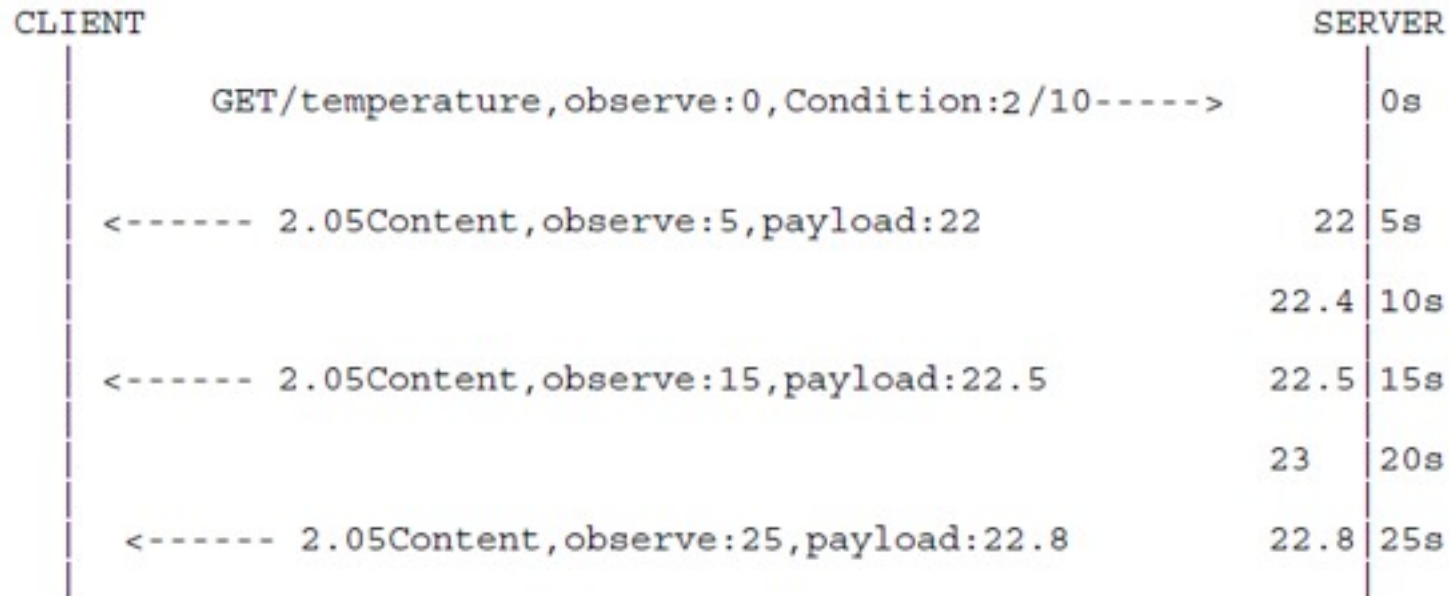 CLIENT SERVER
GET/temperature,observe:0,Condition:2/10-----> 0s
<------ 2.05Content,observe:5,payload:22 22 5s
22.4 10s
<------ 2.05Content,observe:15,payload:22.5 22.5 15s
23 20s
<------ 2.05Content,observe:25,payload:22.8 22.8 25s